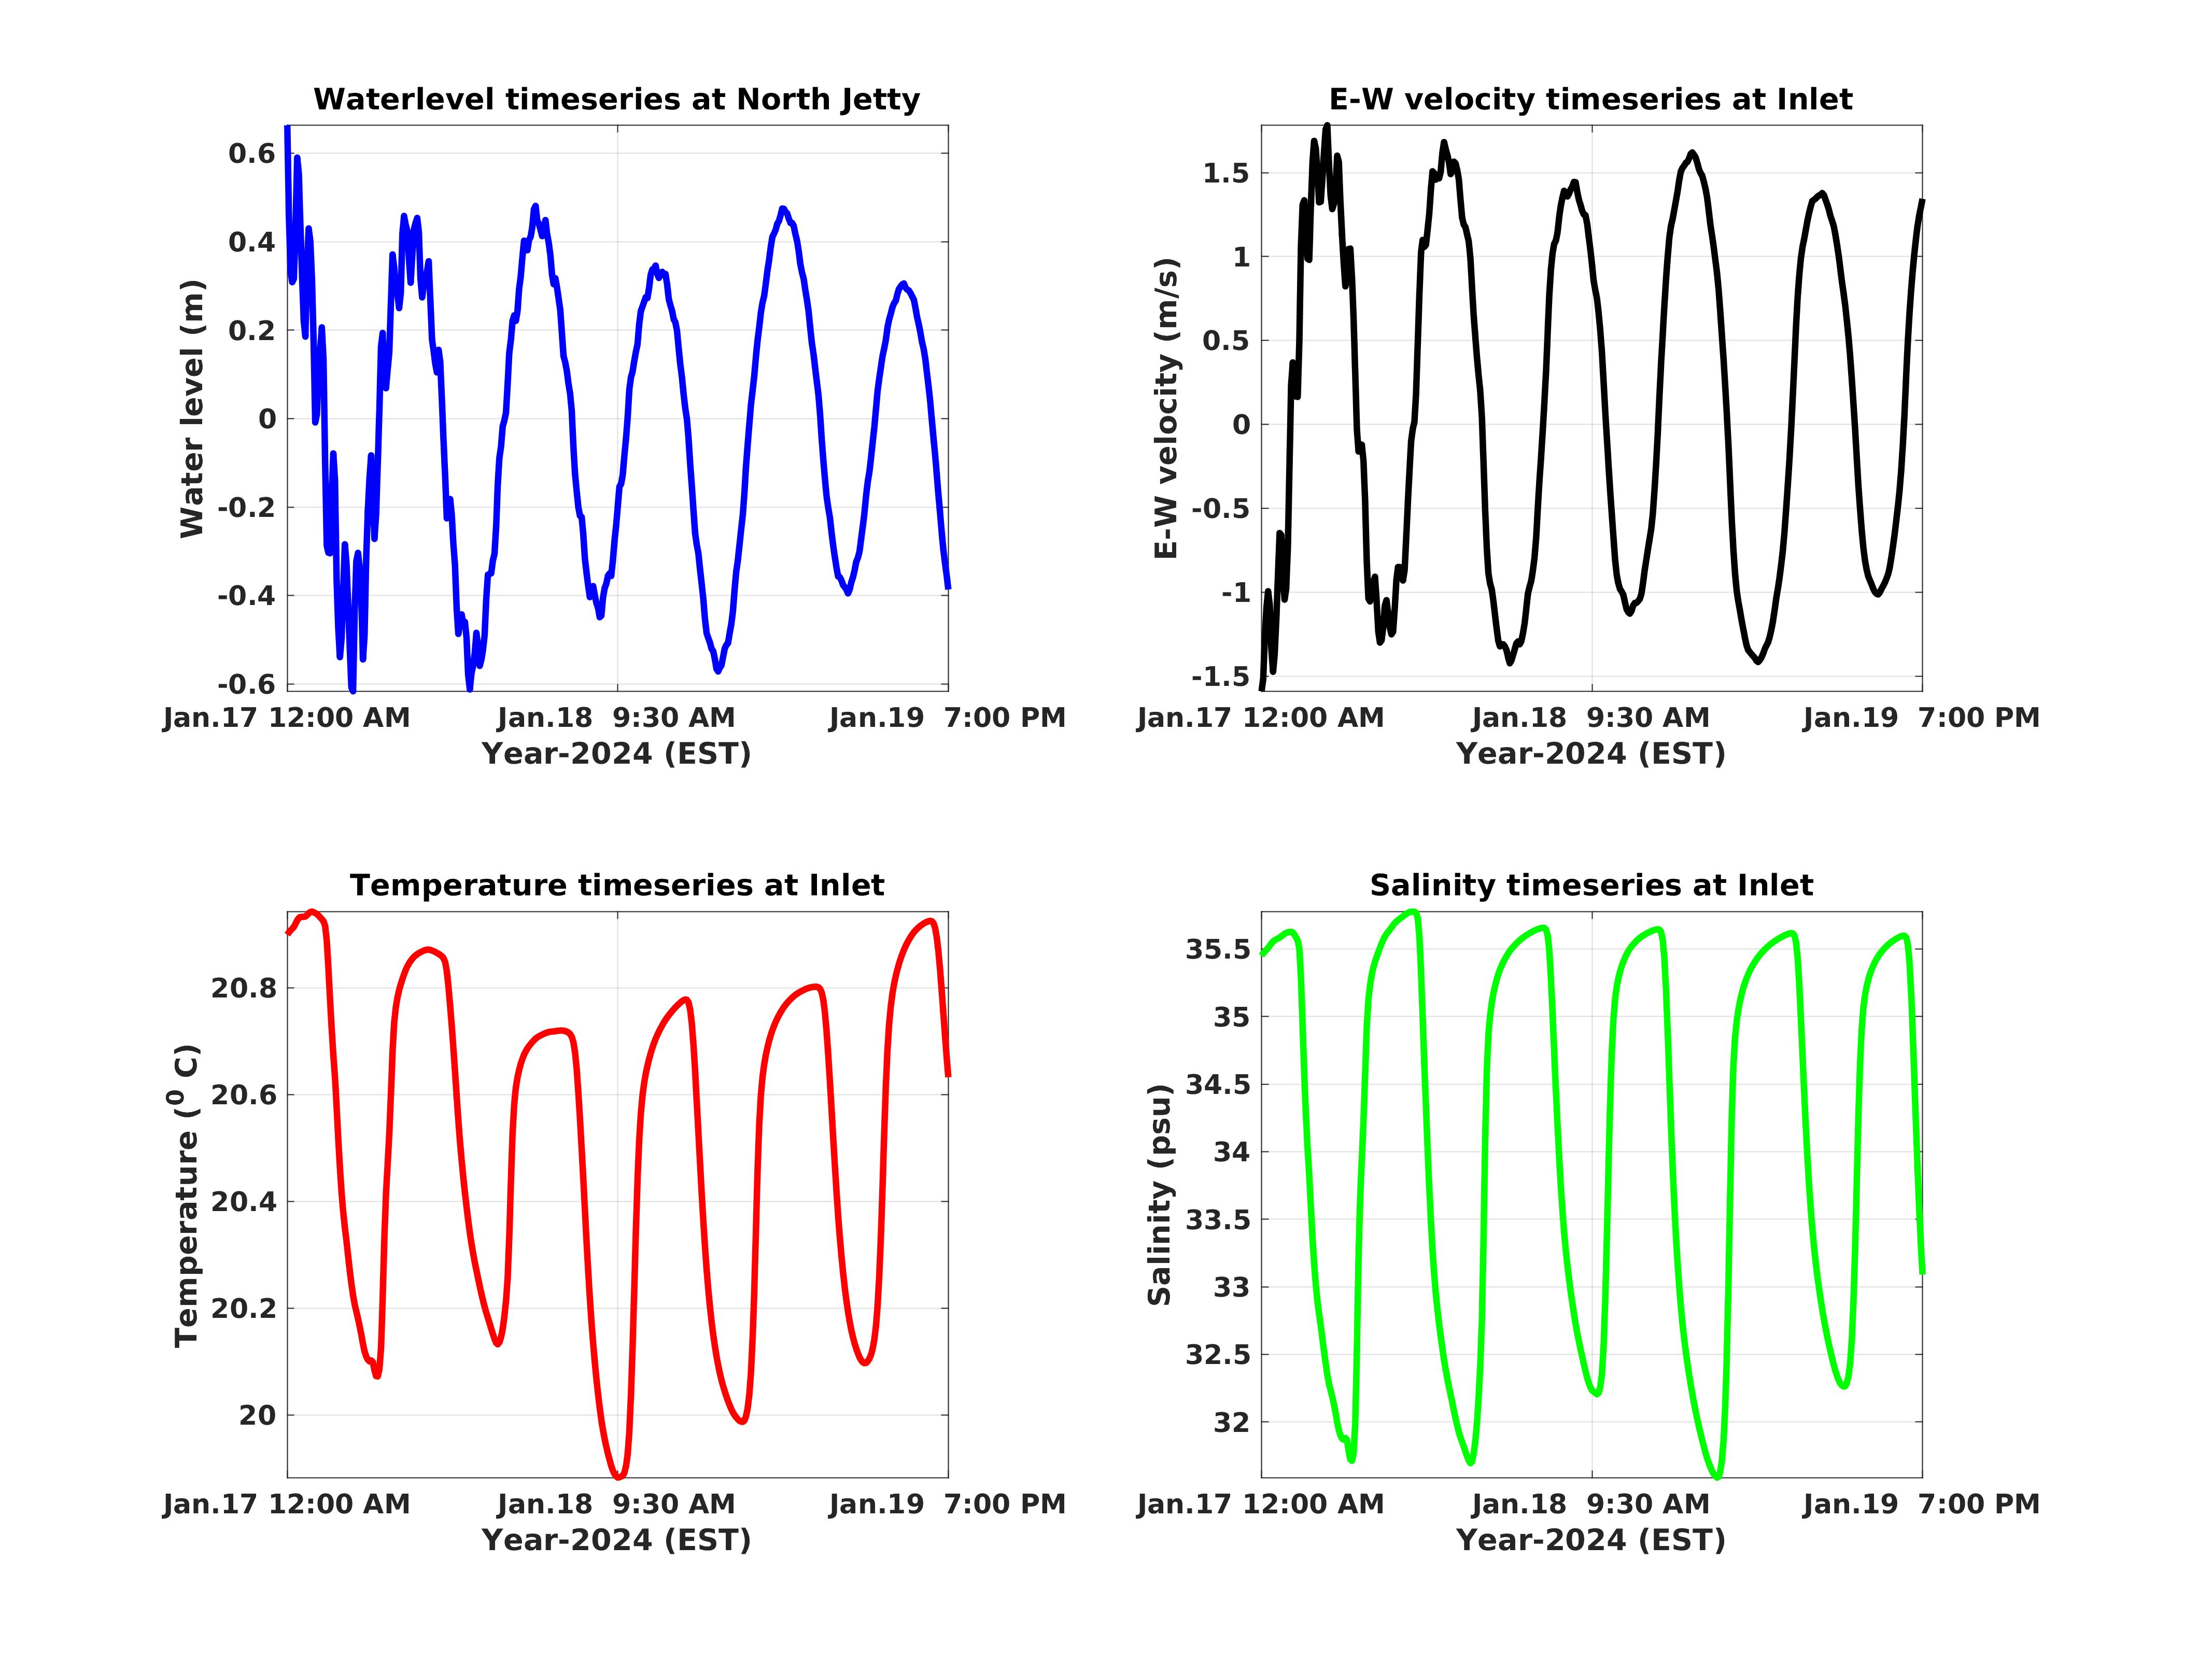 Waterlevel timeseries at North Jetty
0.6
0.4
0.2
0
-0.2
-0.4
-0.6
Water level (m)
Jan.17 12:00 AM Jan.18  9:30 AM Jan.19  7:00 PM
Year-2024 (EST)
E-W velocity timeseries at Inlet
1.5
1
0.5
0
-0.5
-1
-1.5
E-W velocity (m/s)
Jan.17 12:00 AM Jan.18  9:30 AM Jan.19  7:00 PM
Year-2024 (EST)
Temperature timeseries at Inlet
20.8
20.6
20.4
20.2
20
Temperature (⁰ C)
Jan.17 12:00 AM Jan.18  9:30 AM Jan.19  7:00 PM
Year-2024 (EST)
Salinity timeseries at Inlet
35.5
35
34.5
34
33.5
33
32.5
32
Salinity (psu)
Jan.17 12:00 AM Jan.18  9:30 AM Jan.19  7:00 PM
Year-2024 (EST)